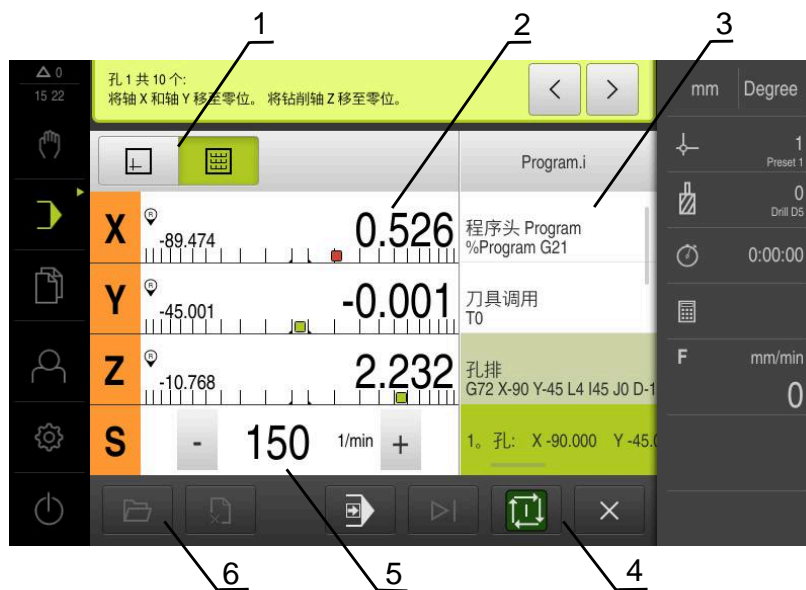 1
2
3
0
15 22
孔 1 共 10 个:
将轴 X 和轴 Y 移至零位。 将钻削轴 Z 移至零位。
mm Degree
Program.i
1
Preset 1
X
R
-89.474
0.526
程序头 Program
%Program G21
0
Drill D5
0:00:00
Y
R
-45.001
-0.001
刀具调用
T0
Z
R
-10.768
2.232
孔排
G72 X-90 Y-45 L4 I45 J0 D-1
F mm/min
0
S
-
150
1/min
+
1。孔: X -90.000 Y -45.0
6
5
4